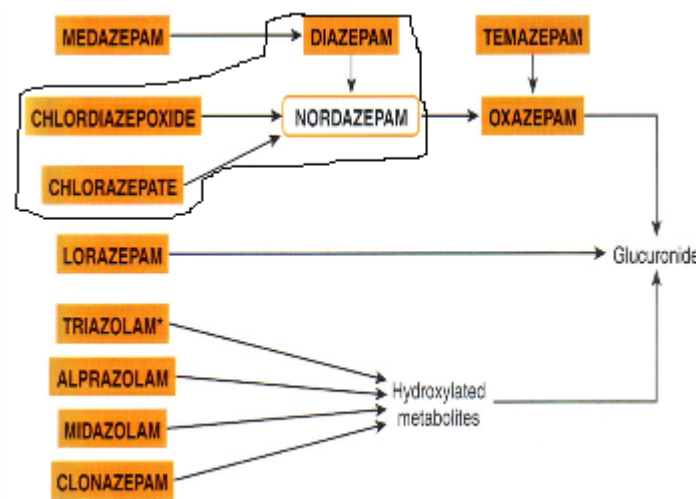 MEDAZEPAM
DIAZEPAM
TEMAZEPAM
CHLORDIAZEPOXIDE
NORDAZEPAM
OXAZEPAM
CHLORAZEPATE
LORAZEPAM
Glucuronide
TRIAZOLAM*
ALPRAZOLAM
Hydroxylated
metabolites
MIDAZOLAM
CLONAZEPAM